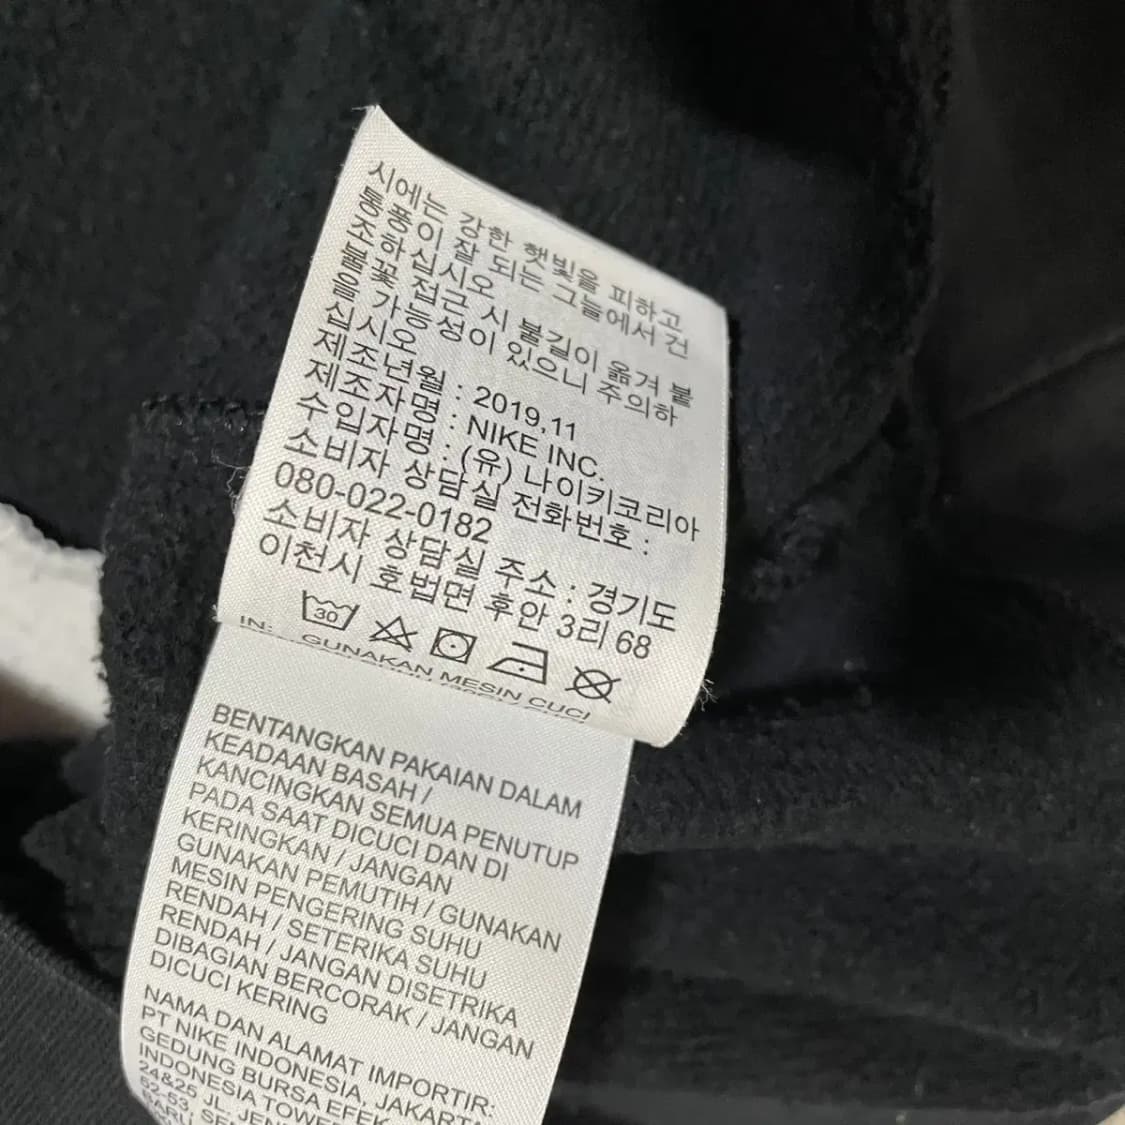 시에는 강한 햇빛을 피하고
통풍이 잘 되는 그늘에서 건
조하십시오
불꽃 접근 시 불길이 옮겨 붙
을 가능성이 있으니 주의하
십시오
제조년월 : 2019.11
제조자명 : NIKE INC.
수입자명 : (유) 나이키코리아
소비자 상담실 전화번호 :
080-022-0182
소비자 상담실 주소 : 경기도
이천시 호법면 후안 3리 68
30
IN:
GUNAKAN MESIN CUCI
BENTANGKAN PAKAIAN DALAM
KEADAAN BASAH /
KANCINGKAN SEMUA PENUTUP
PADA SAAT DICUCI DAN DI
KERINGKAN / JANGAN
GUNAKAN PEMUTIH / GUNAKAN
MESIN PENGERING SUHU
RENDAH / SETERIKA SUHU
RENDAH / JANGAN DISETRIKA
DIBAGIAN BERCORAK / JANGAN
DICUCI KERING
NAMA DAN ALAMAT IMPORTIR:
PT NIKE INDONESIA, JAKARTA
GEDUNG BURSA EFEK
INDONESIA TOWER
24&25 JL. JEN
52-53,